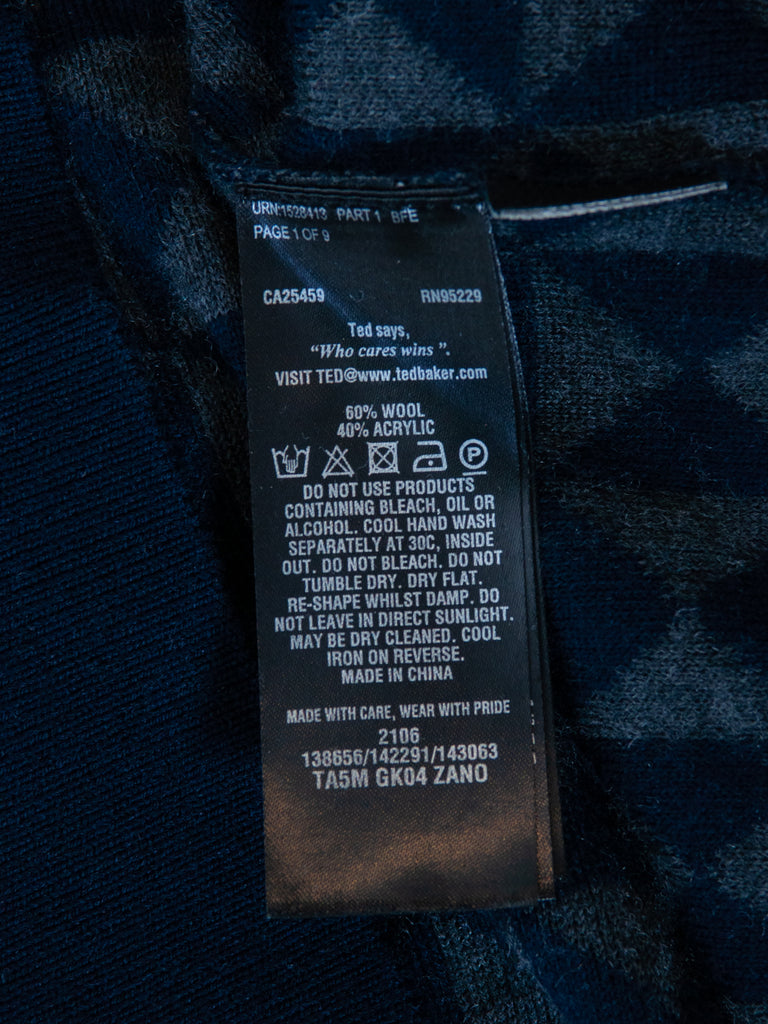 URN:1528413 PART 1 BFE
PAGE 1 OF 9
CA25459 RN95229
Ted says,
“Who cares wins ”.
VISIT TED@www.tedbaker.com
60% WOOL
40% ACRYLIC
P
DO NOT USE PRODUCTS
CONTAINING BLEACH, OIL OR
ALCOHOL. COOL HAND WASH
SEPARATELY AT 30C, INSIDE
OUT. DO NOT BLEACH. DO NOT
TUMBLE DRY. DRY FLAT.
RE-SHAPE WHILST DAMP. DO
NOT LEAVE IN DIRECT SUNLIGHT.
MAY BE DRY CLEANED. COOL
IRON ON REVERSE.
MADE IN CHINA
MADE WITH CARE, WEAR WITH PRIDE
2106
138656/142291/143063
TA5M GK04 ZANO